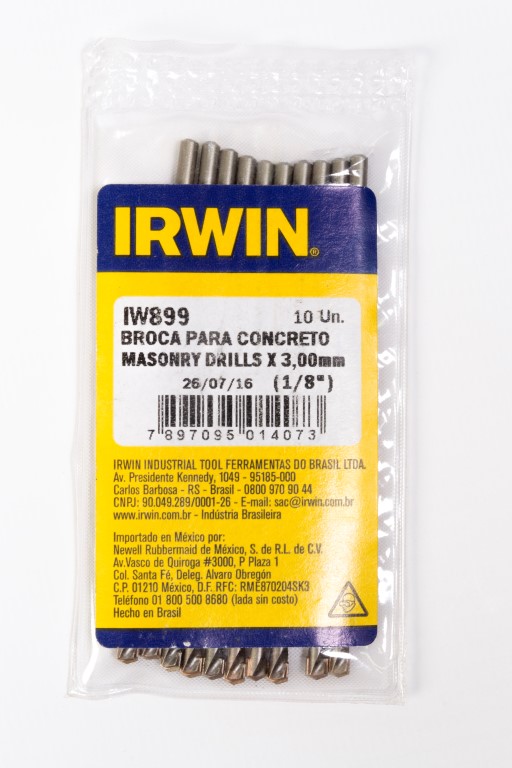 IRWIN®
IW899 10 Un.
BROCA PARA CONCRETO
MASONRY DRILLS X 3,00mm
26/07/16 (1/8")
7 897095 014073
IRWIN INDUSTRIAL TOOL FERRAMENTAS DO BRASIL LTDA.
Av. Presidente Kennedy, 1049 - 95185-000
Carlos Barbosa - RS - Brasil - 0800 970 90 44
CNPJ: 90.049.289/0001-26 - E-mail: sac@irwin.com.br
www.irwin.com.br - Indústria Brasileira
Importado en México por:
Newell Rubbermaid de México, S. de R.L. de C.V.
Av.Vasco de Quiroga #3000, P Plaza 1
Col. Santa Fé, Deleg. Alvaro Obregón
C.P. 01210 México, D.F. RFC: RME870204SK3
Teléfono 01 800 508 8680 (lada sin costo)
Hecho en Brasil